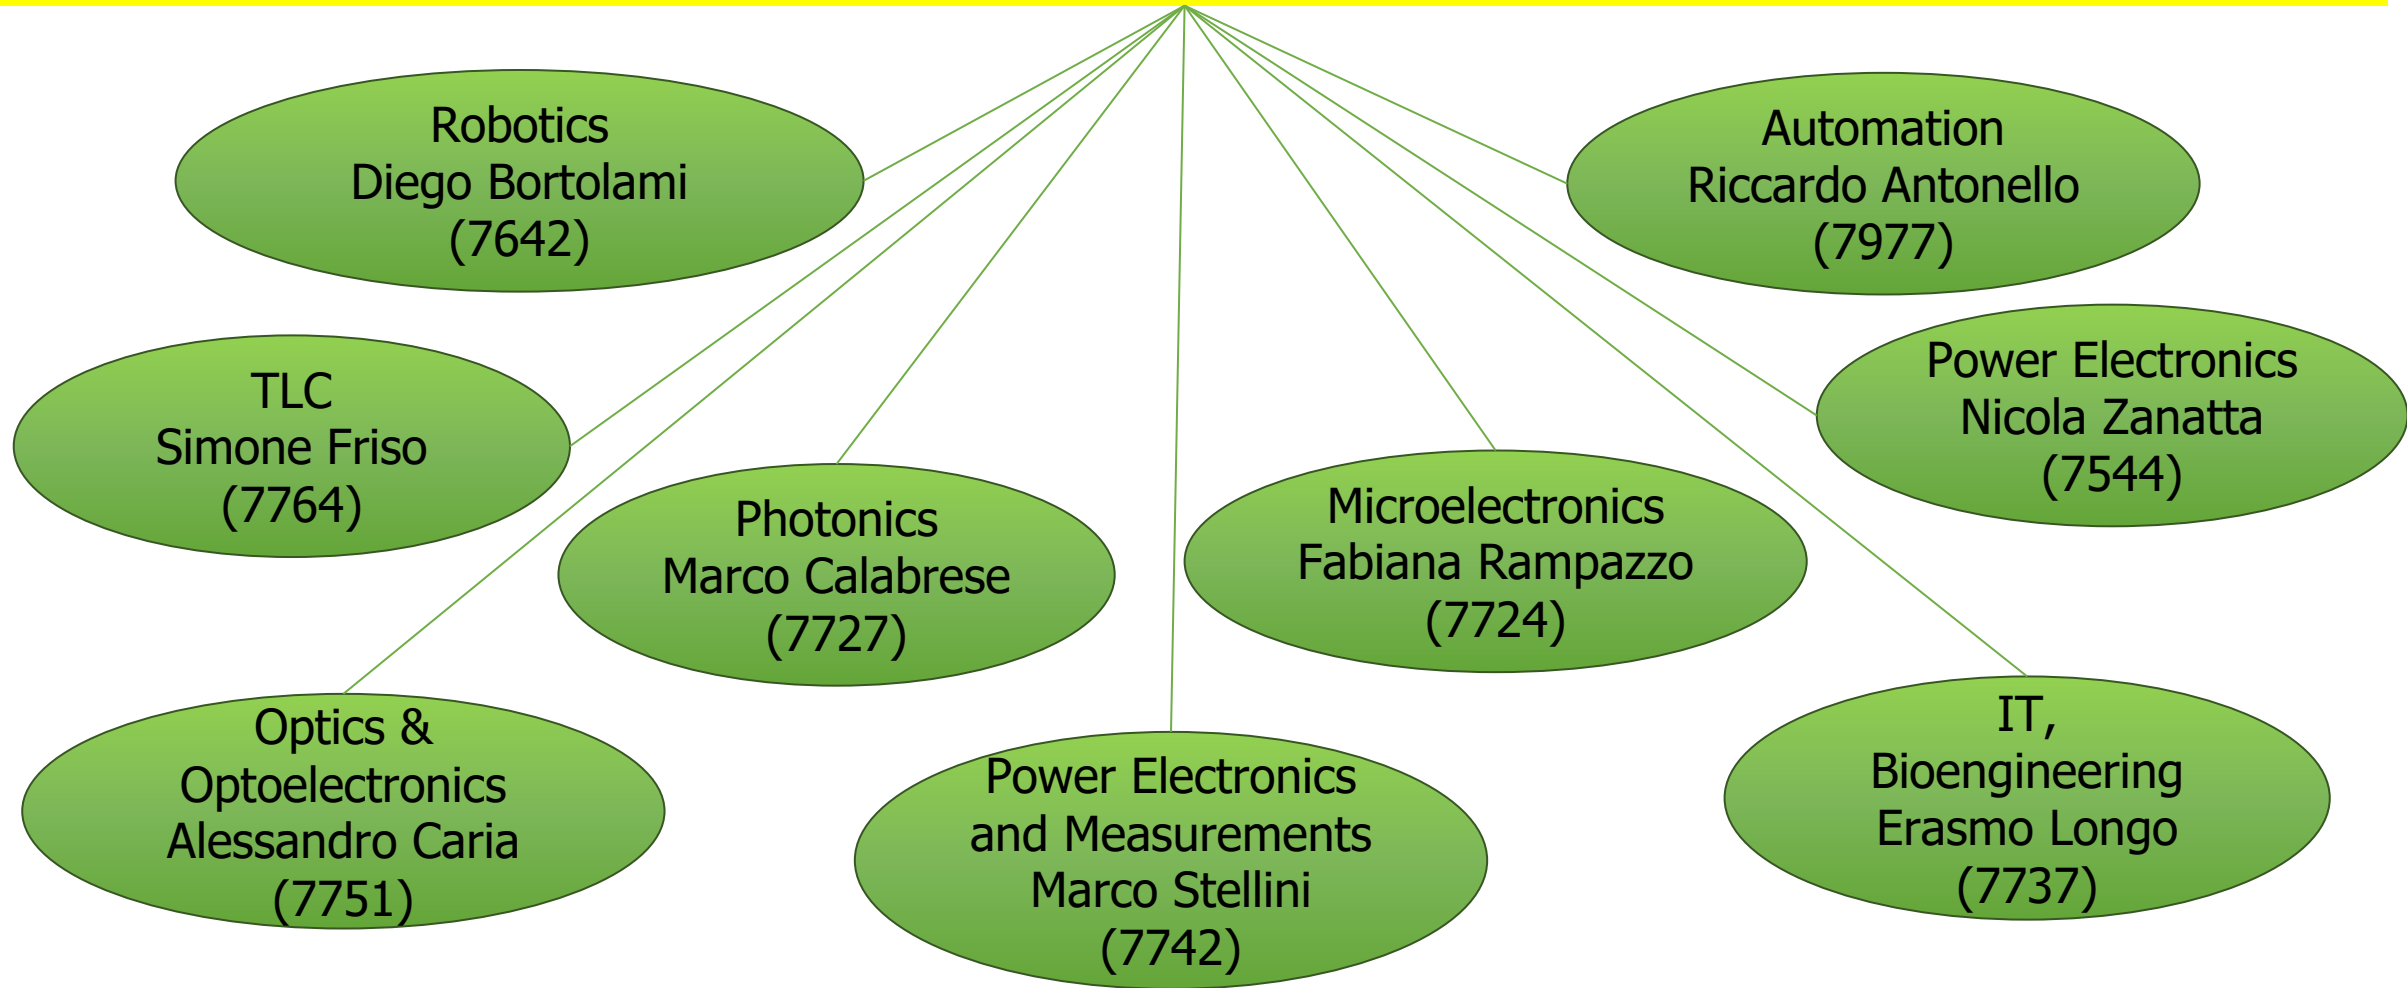 Robotics
Diego Bortolami
(7642)
Automation
Riccardo Antonello
(7977)
TLC
Simone Friso
(7764)
Power Electronics
Nicola Zanatta
(7544)
Photonics
Marco Calabrese
(7727)
Microelectronics
Fabiana Rampazzo
(7724)
Optics &
Optoelectronics
Alessandro Caria
(7751)
Power Electronics
and Measurements
Marco Stellini
(7742)
IT,
Bioengineering
Erasmo Longo
(7737)